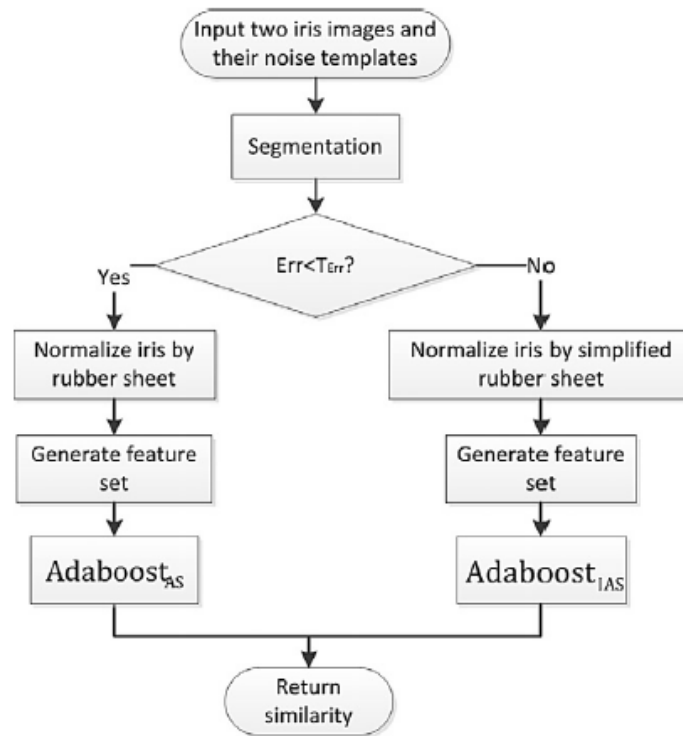 Input two iris images and
their noise templates
Segmentation
Err<TErr?
Yes
No
Normalize iris by
rubber sheet
Normalize iris by simplified
rubber sheet
Generate feature
set
Generate feature
set
AdaboostAS
AdaboostIAS
Return
similarity